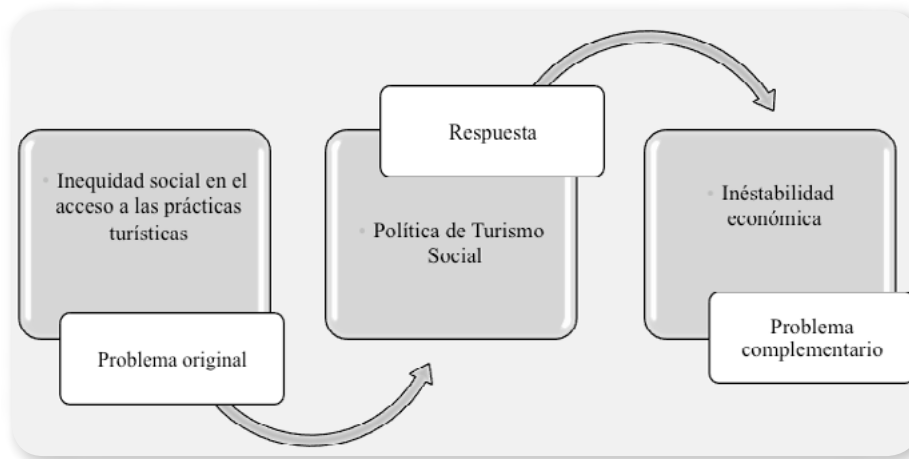 Inequidad social en el
acceso a las prácticas
turísticas
Problema original
Respuesta
Política de Turismo
Social
Inéstabilidad
económica
Problema
complementario